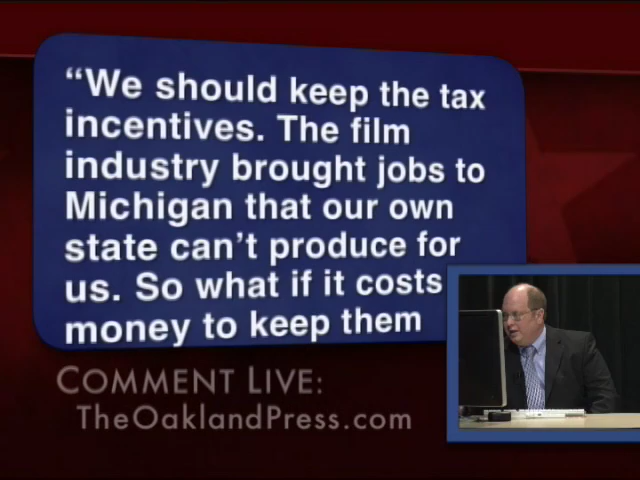 “We should keep the tax
incentives. The film
industry brought jobs to
Michigan that our own
state can’t produce for
us. So what if it costs
money to keep them
COMMENT LIVE:
TheOaklandPress.com